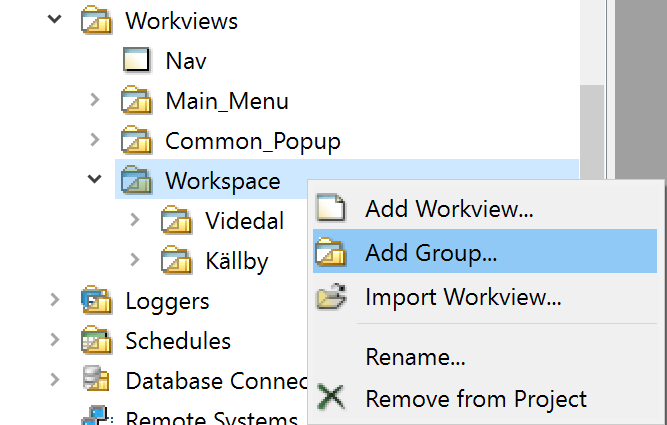 Workviews
Nav
Main_Menu
Common_Popup
Workspace
Videdal
Källby
Loggers
Schedules
Database Connec
Remote Systems
Add Workview...
Add Group...
Import Workview...
Rename...
Remove from Project